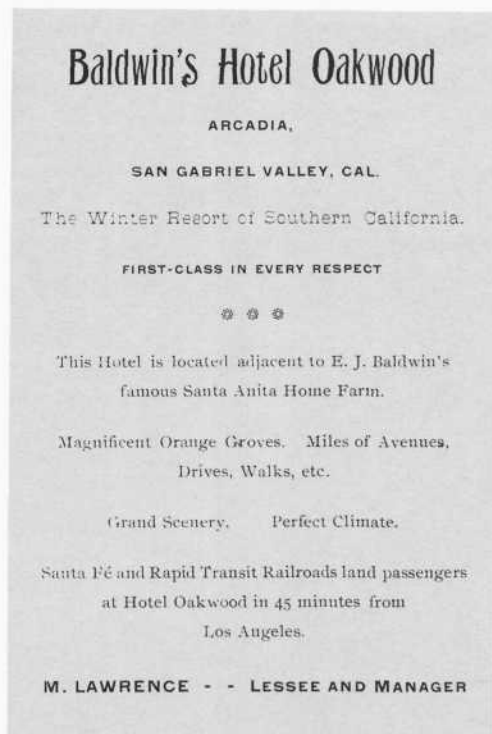 Baldwin's Hotel Oakwood
ARCADIA,
SAN GABRIEL VALLEY, CAL.
The Winter Resort of Southern California.
FIRST-CLASS IN EVERY RESPECT
This Hotel is located adjacent to E. J. Baldwin's
famous Santa Anita Home Farm.
Magnificent Orange Groves. Miles of Avenues,
Drives, Walks, etc.
Grand Scenery. Perfect Climate.
Santa Fé and Rapid Transit Railroads land passengers
at Hotel Oakwood in 45 minutes from
Los Angeles.
M. LAWRENCE - - LESSEE AND MANAGER